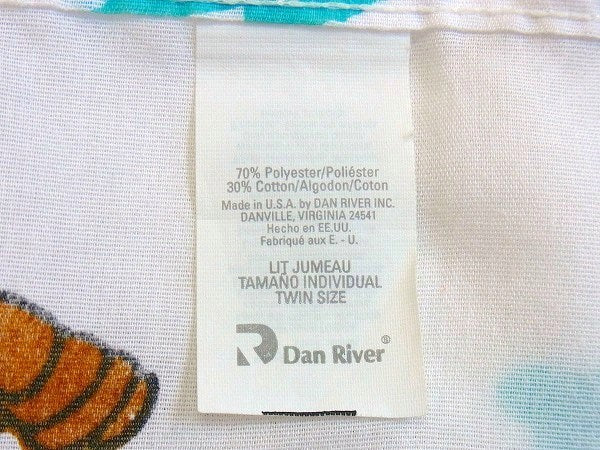 70% Polyester/Poliéster
30% Cotton/Algodon/Coton
Made in U.S.A. by DAN RIVER INC.
DANVILLE, VIRGINIA 24541
Hecho en EE.UU.
Fabriqué aux E. - U.
LIT JUMEAU
TAMAÑO INDIVIDUAL
TWIN SIZE
Dan River®